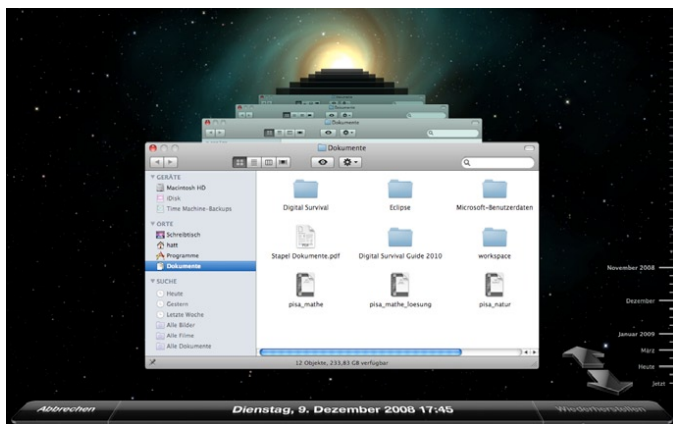 Dokumente
Dokumente
Dokumente
GERÄTE
Macintosh HD
iDisk
Time Machine-Backups
ORTE
Schreibtisch
hatt
Programme
Dokumente
SUCHE
Heute
Gestern
Letzte Woche
Alle Bilder
Alle Filme
Alle Dokumente
Digital Survival
Eclipse
Microsoft-Benutzerdaten
Stapel Dokumente.pdf
Digital Survival Guide 2010
workspace
pisa_mathe
pisa_mathe_loesung
pisa_natur
12 Objekte, 233,83 GB verfügbar
November 2008
Dezember
Januar 2009
März
Heute
Jetzt
Abbrechen
Dienstag, 9. Dezember 2008 17:45
Wiederherstellen